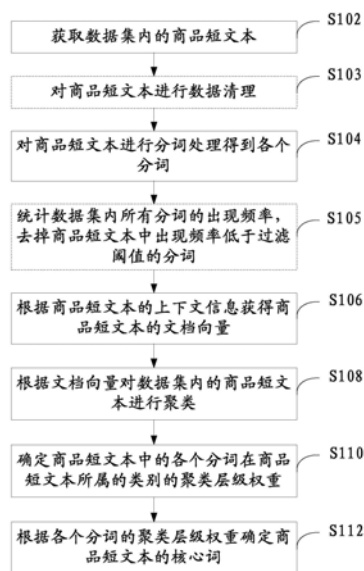 S102
获取数据集内的商品短文本
S103
对商品短文本进行数据清理
S104
对商品短文本进行分词处理得到各个
分词
S105
统计数据集内所有分词的出现频率，
去掉商品短文本中出现频率低于过滤
阈值的分词
S106
根据商品短文本的上下文信息获得商
品短文本的文档向量
S108
根据文档向量对数据集内的商品短文
本进行聚类
S110
确定商品短文本中的各个分词在商品
短文本所属的类别的聚类层级权重
S112
根据各个分词的聚类层级权重确定商
品短文本的核心词